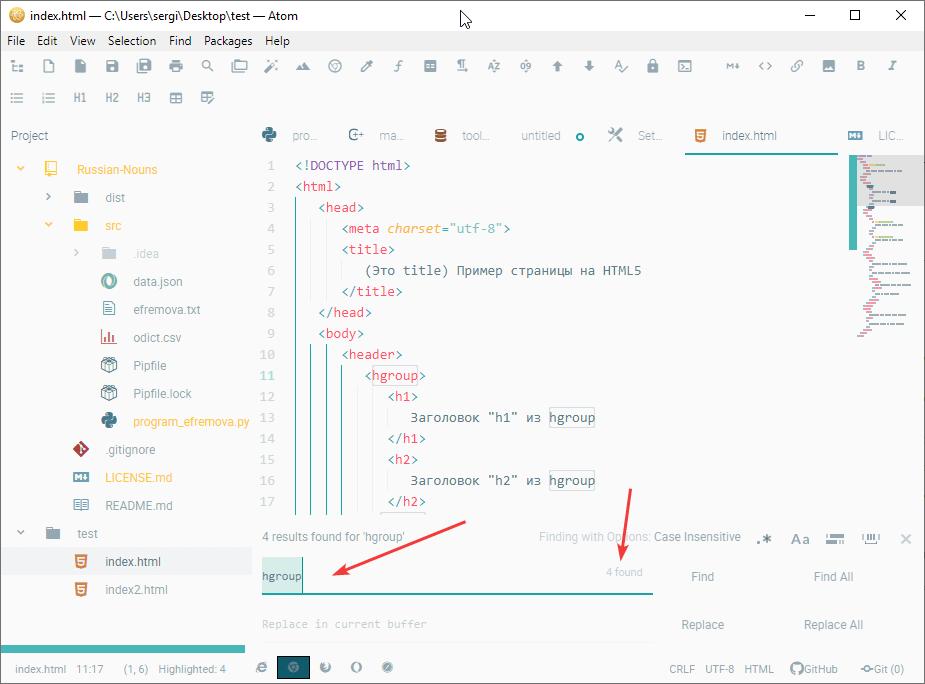 index.html — C:\Users\sergi\Desktop\test — Atom
File Edit View Selection Find Packages Help
H1 H2 H3
Project
pro... ma... tool... untitled Set... index.html LIC...
Russian-Nouns
dist
src
.idea
data.json
efremova.txt
odict.csv
Pipfile
Pipfile.lock
program_efremova.py
.gitignore
LICENSE.md
README.md
test
index.html
index2.html
1 <!DOCTYPE html>
2 <html>
3 <head>
4 <meta charset="utf-8">
5 <title>
6 (Это title) Пример страницы на HTML5
7 </title>
8 </head>
9 <body>
10 <header>
11 <hgroup>
12 <h1>
13 Заголовок "h1" из hgroup
14 </h1>
15 <h2>
16 Заголовок "h2" из hgroup
17 </h2>
4 results found for 'hgroup' Finding with Options: Case Insensitive .* Aa
hgroup 4 found Find Find All
Replace in current buffer Replace Replace All
index.html 11:17 (1, 6) Highlighted: 4 CRLF UTF-8 HTML GitHub Git (0)